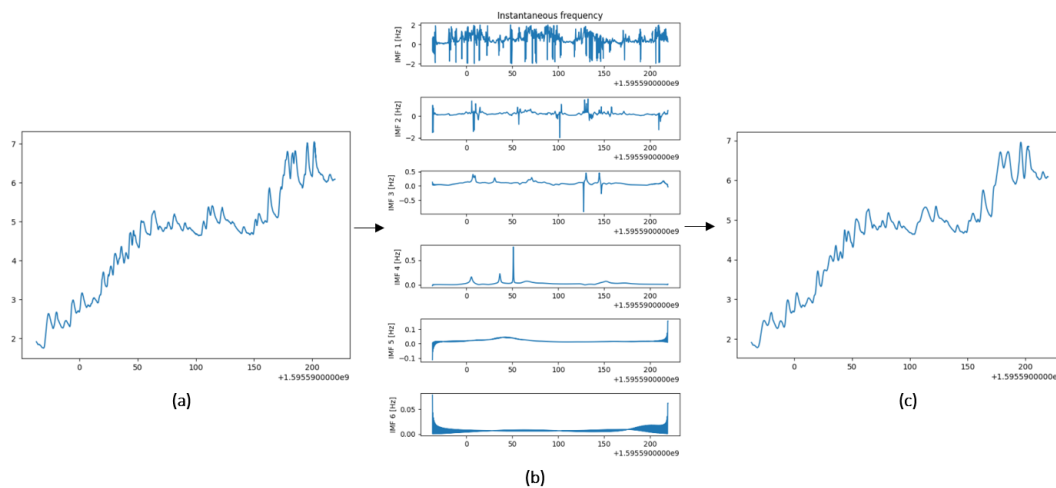 7
6
5
4
3
2
0 50 100 150 200
+1.5955900000e9
(a)
Instantaneous frequency
IMF 1 [Hz]
2
0
−2
0 50 100 150 200
+1.5955900000e9
IMF 2 [Hz]
0
−2
0 50 100 150 200
+1.5955900000e9
IMF 3 [Hz]
0.5
0.0
−0.5
0 50 100 150 200
+1.5955900000e9
IMF 4 [Hz]
0.5
0.0
0 50 100 150 200
+1.5955900000e9
IMF 5 [Hz]
0.1
0.0
−0.1
0 50 100 150 200
+1.5955900000e9
IMF 6 [Hz]
0.05
0.00
0 50 100 150 200
+1.5955900000e9
(b)
7
6
5
4
3
2
0 50 100 150 200
+1.5955900000e9
(c)